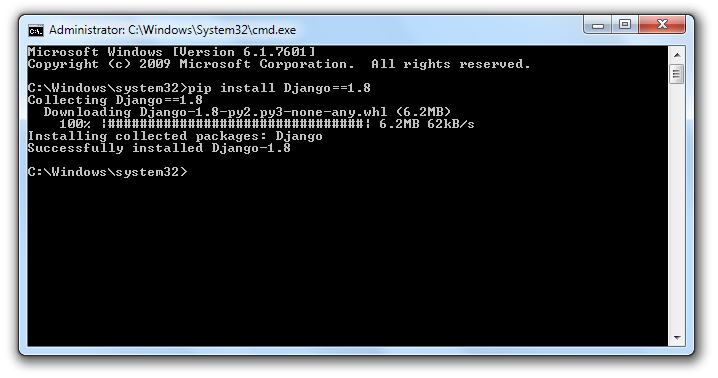 Administrator: C:\Windows\System32\cmd.exe
Microsoft Windows [Version 6.1.7601]
Copyright (c) 2009 Microsoft Corporation.  All rights reserved.
C:\Windows\system32>pip install Django==1.8
Collecting Django==1.8
  Downloading Django-1.8-py2.py3-none-any.whl (6.2MB)
    100% |################################| 6.2MB 62kB/s
Installing collected packages: Django
Successfully installed Django-1.8
C:\Windows\system32>